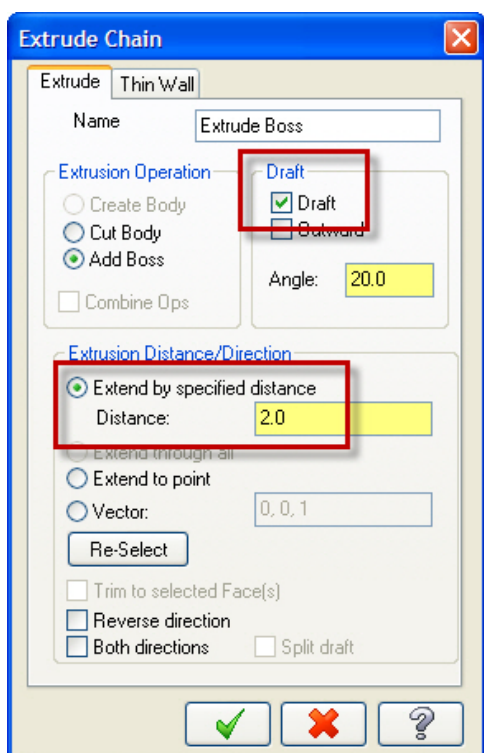 Extrude Chain
Extrude Thin Wall
Name Extrude Boss
Extrusion Operation
Create Body
Cut Body
Add Boss
Combine Ops
Draft
Draft
Outward
Angle: 20.0
Extrusion Distance/Direction
Extend by specified distance
Distance: 2.0
Extend through all
Extend to point
Vector: 0, 0, 1
Re-Select
Trim to selected Face(s)
Reverse direction
Both directions Split draft